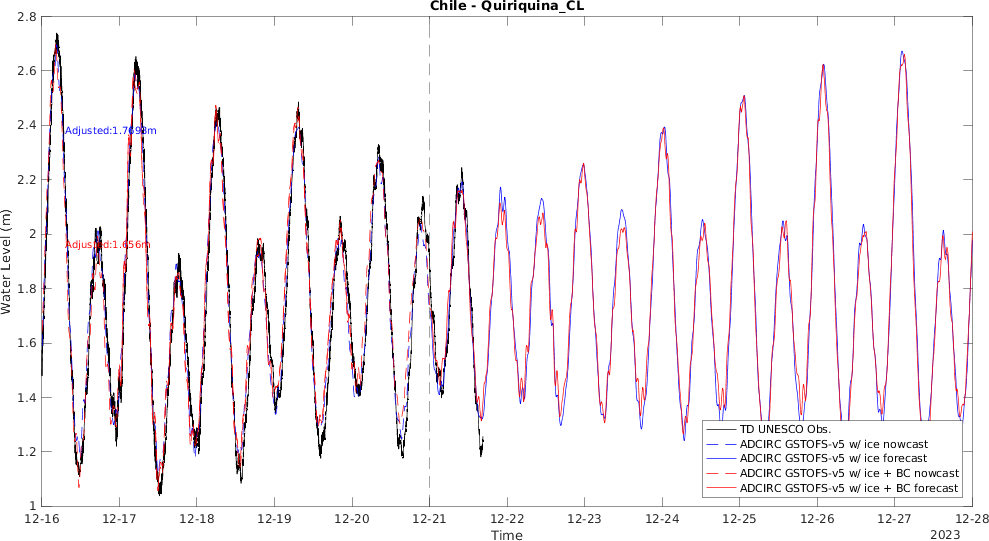 Chile - Quiriquina_CL
2.8
2.6
2.4
2.2
2
1.8
1.6
1.4
1.2
1
Water Level (m)
Adjusted:1.7693m
Adjusted:1.656m
TD UNESCO Obs.
ADCIRC GSTOFS-v5 w/ ice nowcast
ADCIRC GSTOFS-v5 w/ ice forecast
ADCIRC GSTOFS-v5 w/ ice + BC nowcast
ADCIRC GSTOFS-v5 w/ ice + BC forecast
12-16 12-17 12-18 12-19 12-20 12-21 12-22 12-23 12-24 12-25 12-26 12-27 12-28
Time
2023